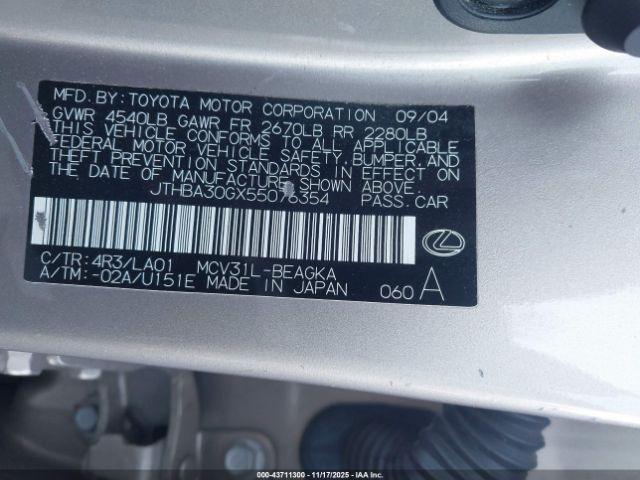 MFD. BY: TOYOTA MOTOR CORPORATION 09/04
GVWR 4540LB GAWR FR 2670LB RR 2280LB
THIS VEHICLE CONFORMS TO ALL APPLICABLE
FEDERAL MOTOR VEHICLE SAFETY, BUMPER, AND
THEFT PREVENTION STANDARDS IN EFFECT ON
THE DATE OF MANUFACTURE SHOWN ABOVE.
JTHBA30GX55076354 PASS. CAR
C/TR: 4R3/LA01 MCV31L-BEAGKA
A/TM: -02A/U151E MADE IN JAPAN 060 A
000-43711300 - 11/17/2025 - IAA Inc.